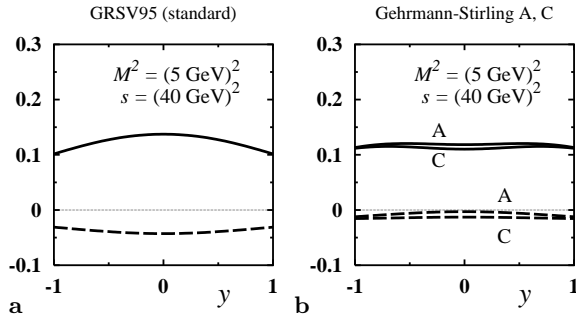 GRSV95 (standard)
0.3
0.2
0.1
0
-0.1
M² = (5 GeV)²
s = (40 GeV)²
-1
0
y
1
a
Gehrmann-Stirling A, C
0.3
0.2
0.1
0
-0.1
M² = (5 GeV)²
s = (40 GeV)²
A
C
A
C
-1
0
y
1
b